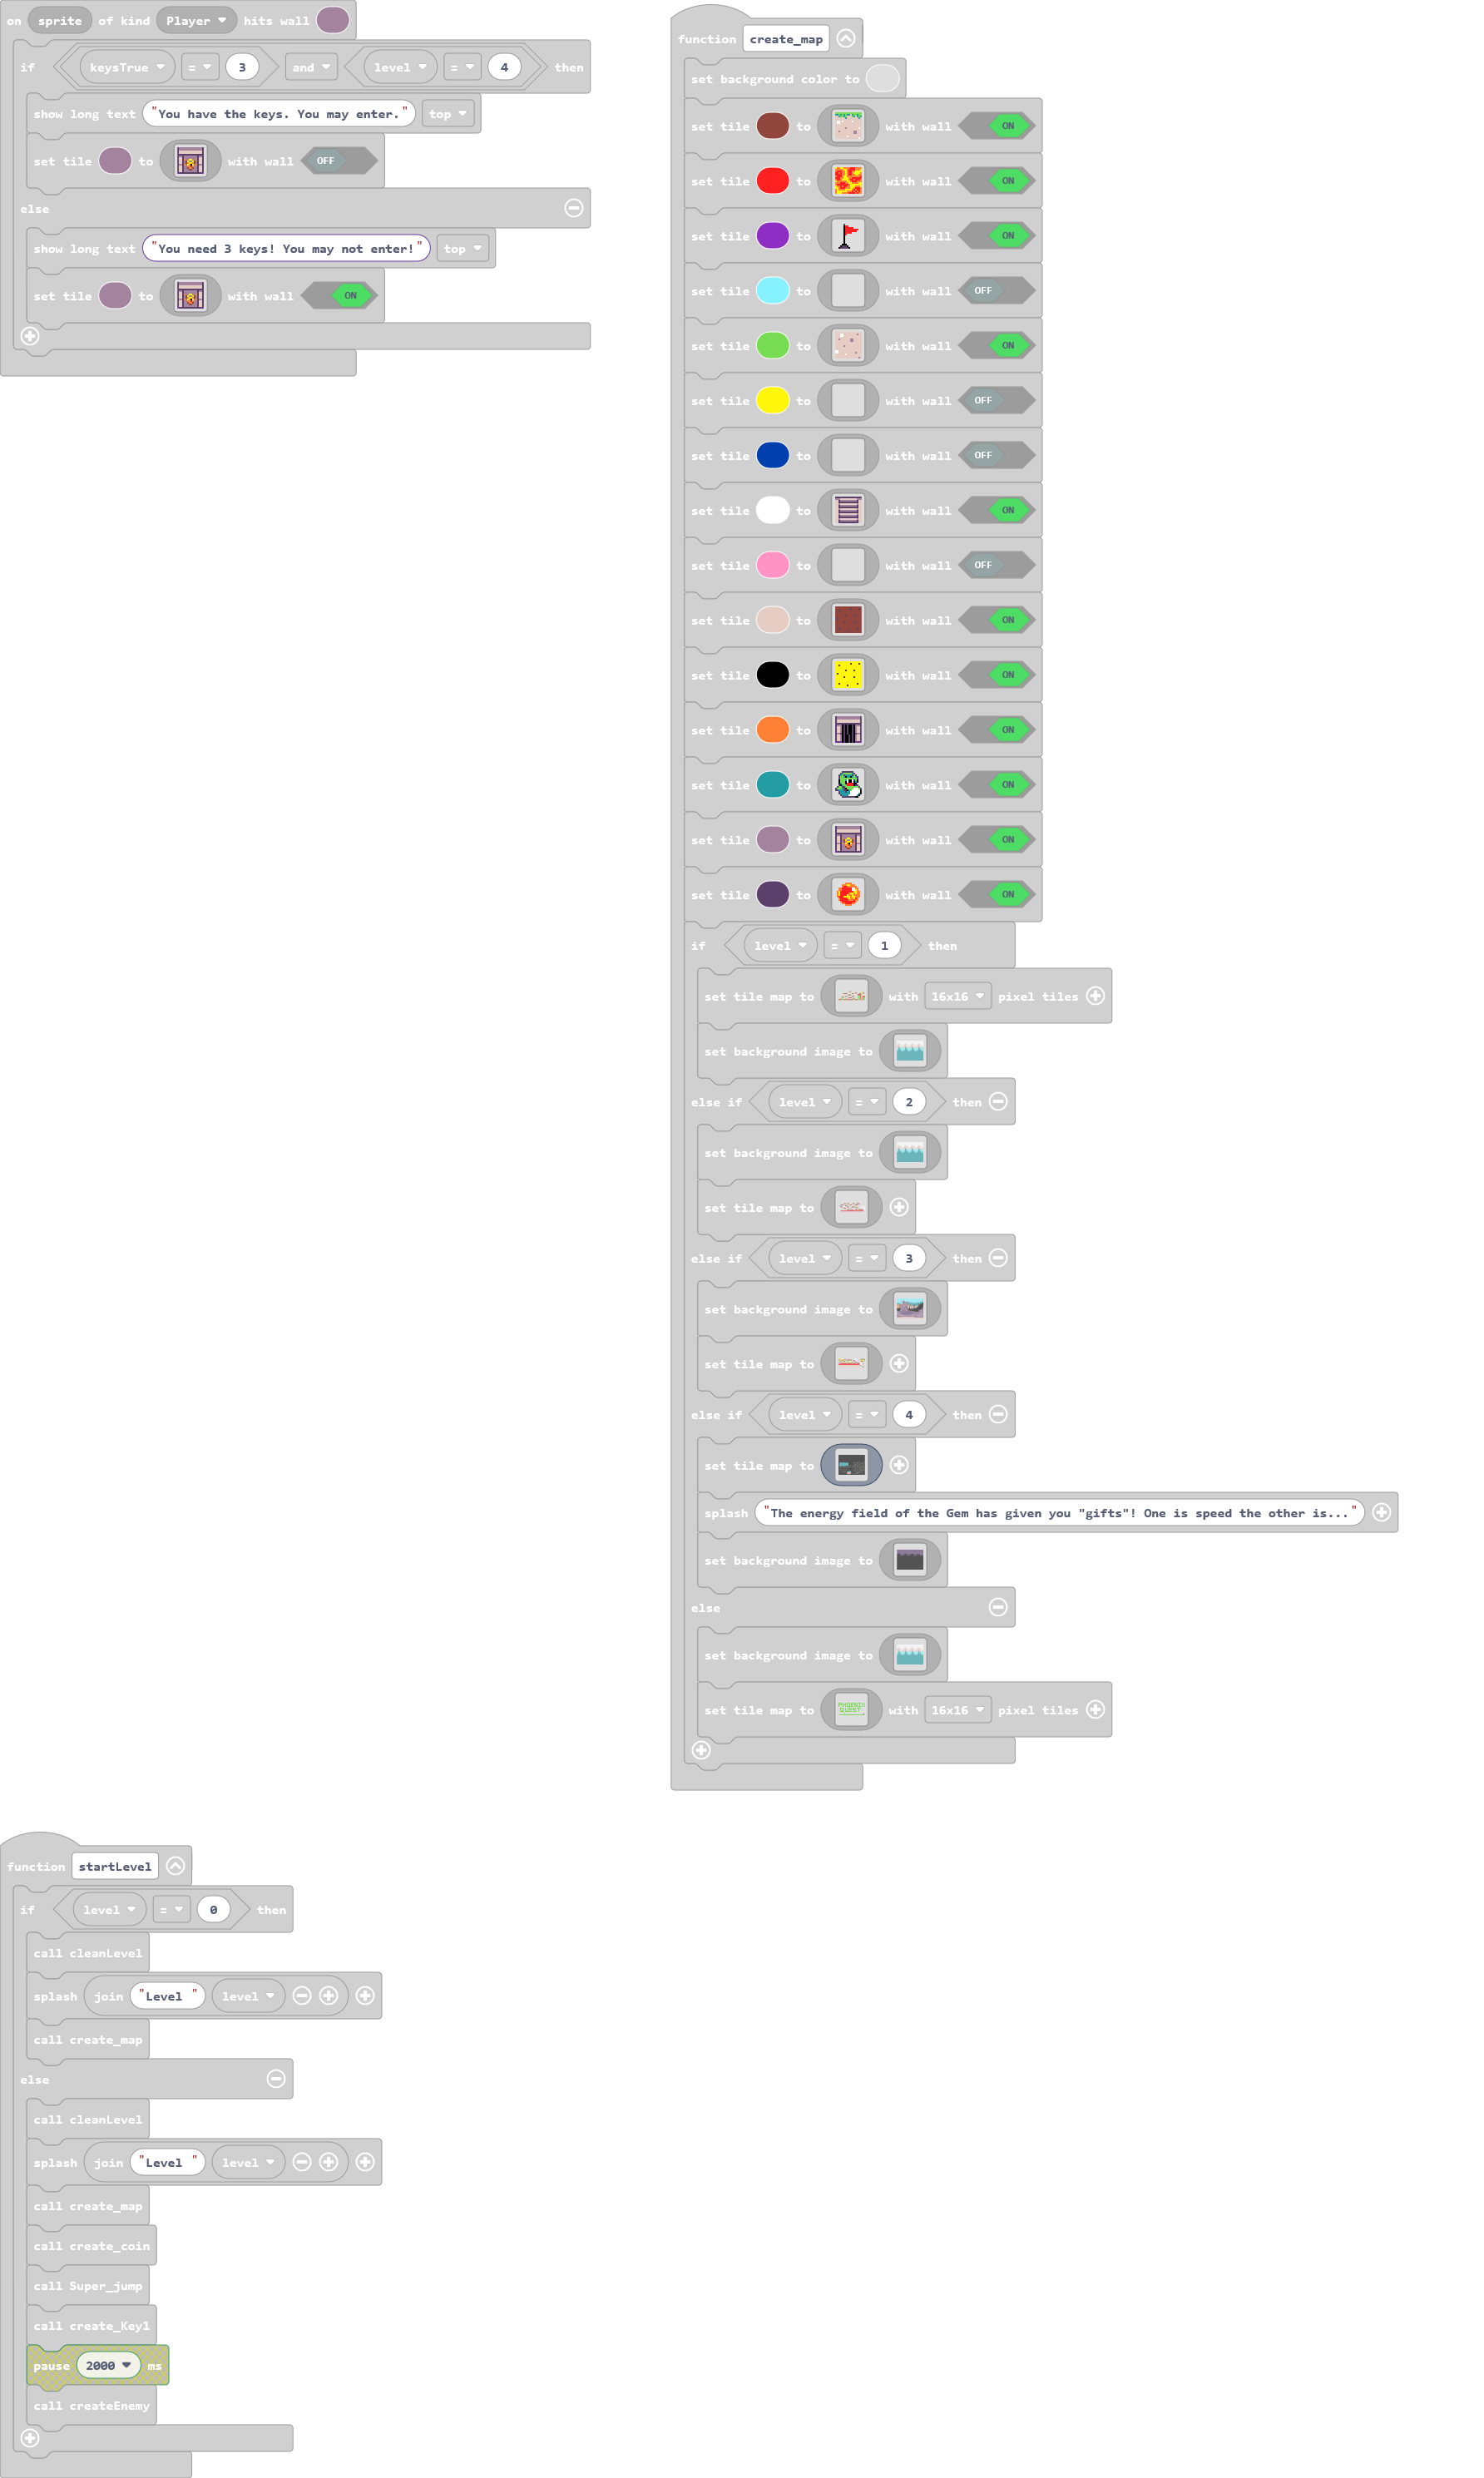 on sprite of kind Player hits wall
if keysTrue = 3 and level = 4 then
show long text "You have the keys. You may enter." top
set tile to with wall OFF
else
show long text "You need 3 keys! You may not enter!" top
set tile to with wall ON
function create_map
set background color to
set tile to with wall ON
set tile to with wall ON
set tile to with wall ON
set tile to with wall OFF
set tile to with wall ON
set tile to with wall OFF
set tile to with wall OFF
set tile to with wall ON
set tile to with wall OFF
set tile to with wall ON
set tile to with wall ON
set tile to with wall ON
set tile to with wall ON
set tile to with wall ON
set tile to with wall ON
if level = 1 then
set tile map to with 16x16 pixel tiles
set background image to
else if level = 2 then
set background image to
set tile map to
else if level = 3 then
set background image to
set tile map to
else if level = 4 then
set tile map to
splash "The energy field of the Gem has given you "gifts"! One is speed the other is..."
set background image to
else
set background image to
set tile map to PHOENIX QUEST with 16x16 pixel tiles
function startLevel
if level = 0 then
call cleanLevel
splash join "Level " level
call create_map
else
call cleanLevel
splash join "Level " level
call create_map
call create_coin
call Super_jump
call create_Key1
pause 2000 ms
call createEnemy